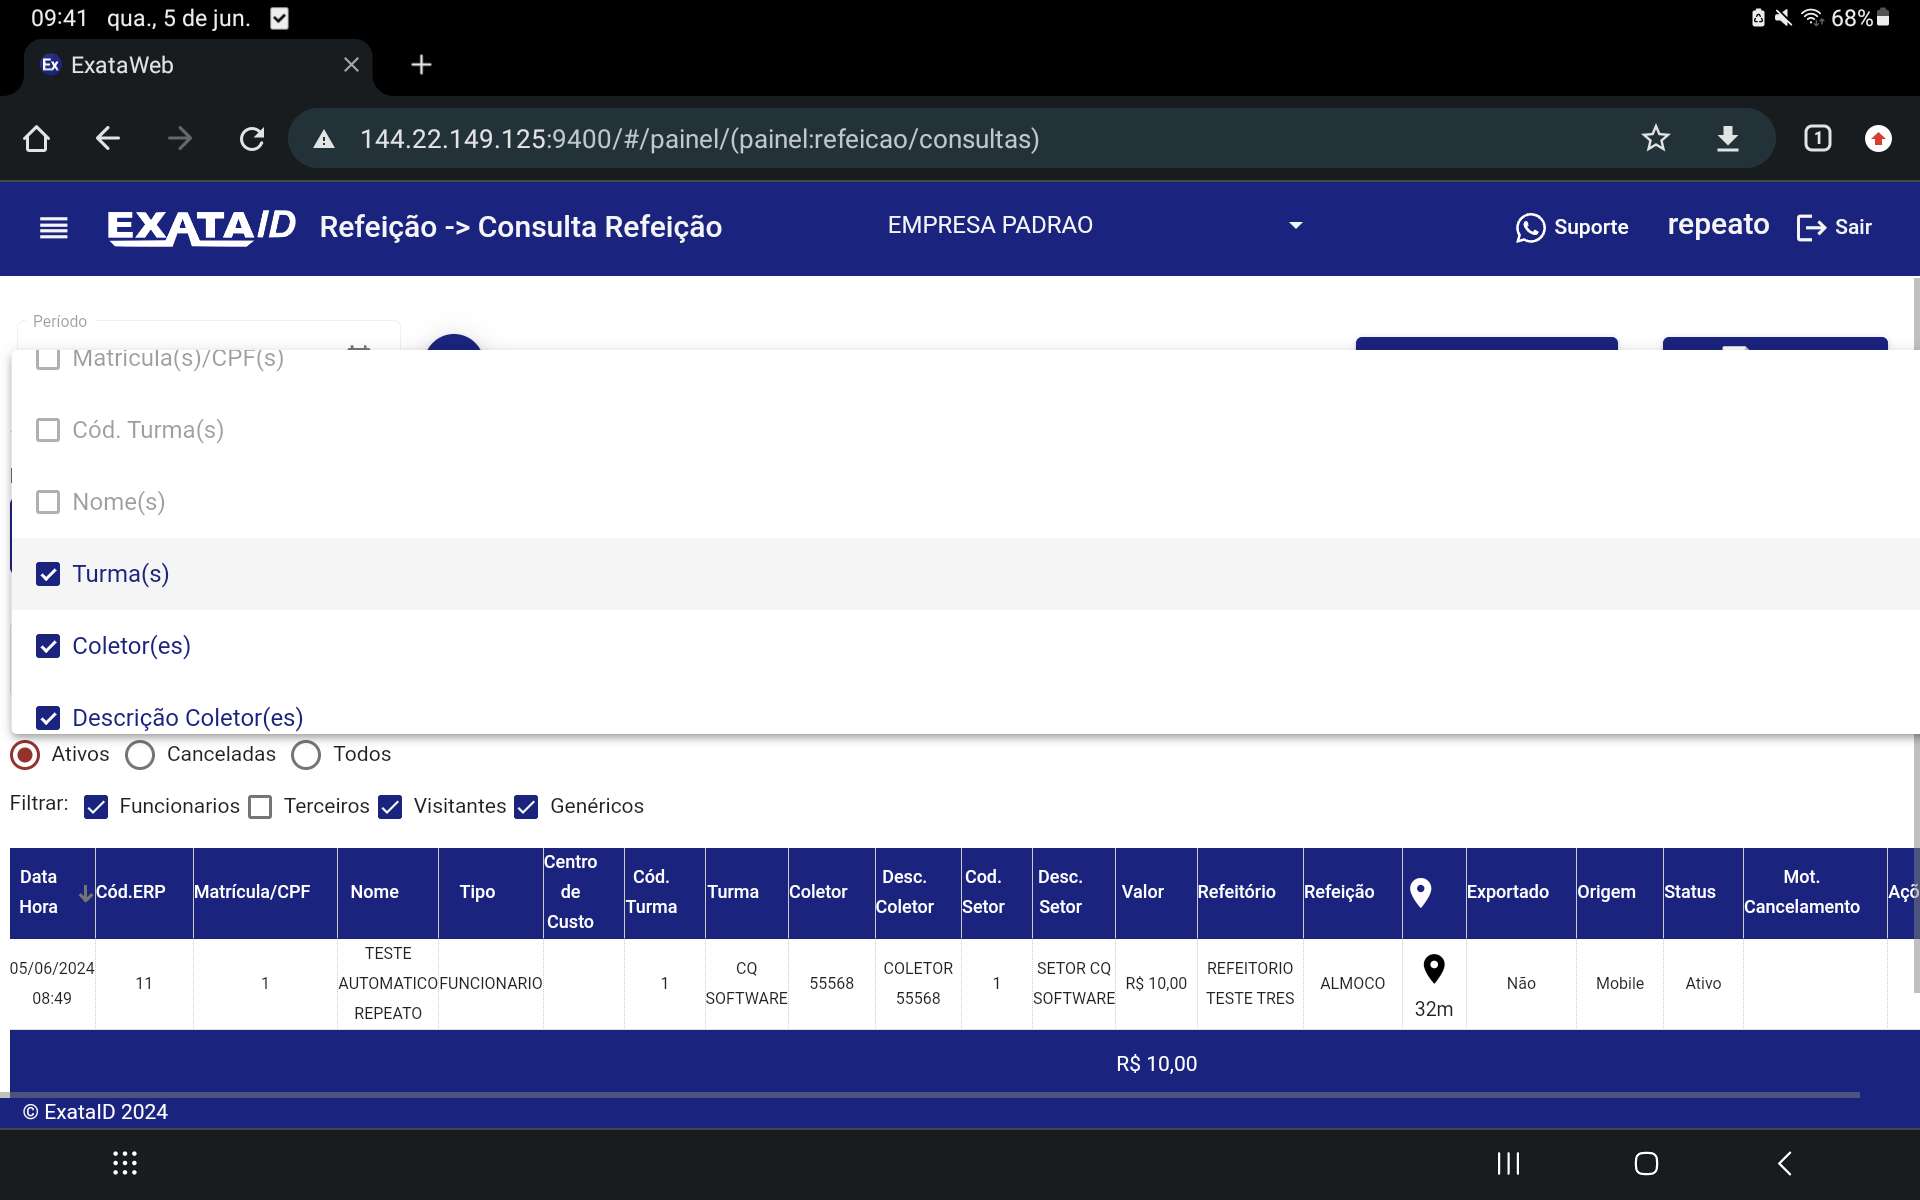 09:41 qua., 5 de jun. 68%
Ex ExataWeb
144.22.149.125:9400/#/painel/(painel:refeicao/consultas) 1
EXATAID Refeição -> Consulta Refeição EMPRESA PADRAO Suporte repeato Sair
Período
Matricula(s)/CPF(s)
Cód. Turma(s)
Nome(s)
Turma(s)
Coletor(es)
Descrição Coletor(es)
Ativos Canceladas Todos
Filtrar: Funcionarios Terceiros Visitantes Genéricos
Data Hora Cód.ERP Matrícula/CPF Nome Tipo Centro de Custo Cód. Turma Turma Coletor Desc. Coletor Cod. Setor Desc. Setor Valor Refeitório Refeição Exportado Origem Status Mot. Cancelamento Açõ
05/06/2024 08:49 11 1 TESTE AUTOMATICO REPEATO FUNCIONARIO 1 CQ SOFTWARE 55568 COLETOR 55568 1 SETOR CQ SOFTWARE R$ 10,00 REFEITORIO TESTE TRES ALMOCO 32m Não Mobile Ativo
R$ 10,00
© ExataID 2024